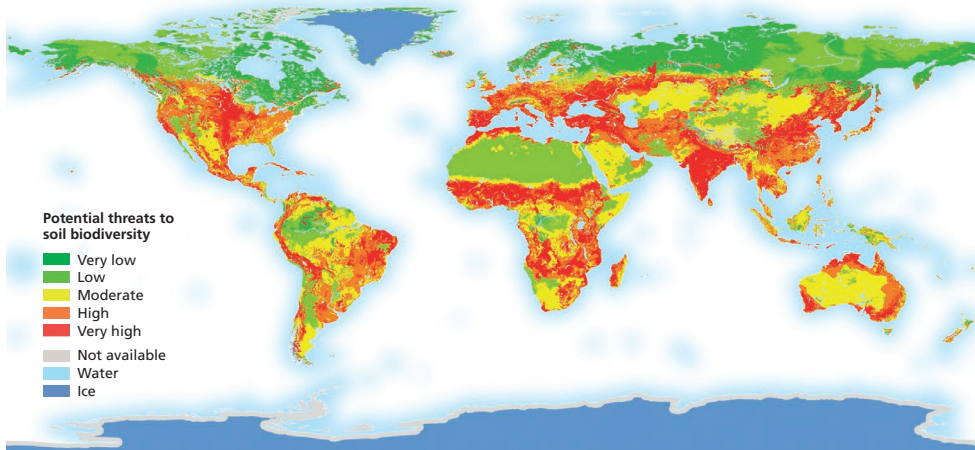 Potential threats to
soil biodiversity
Very low
Low
Moderate
High
Very high
Not available
Water
Ice